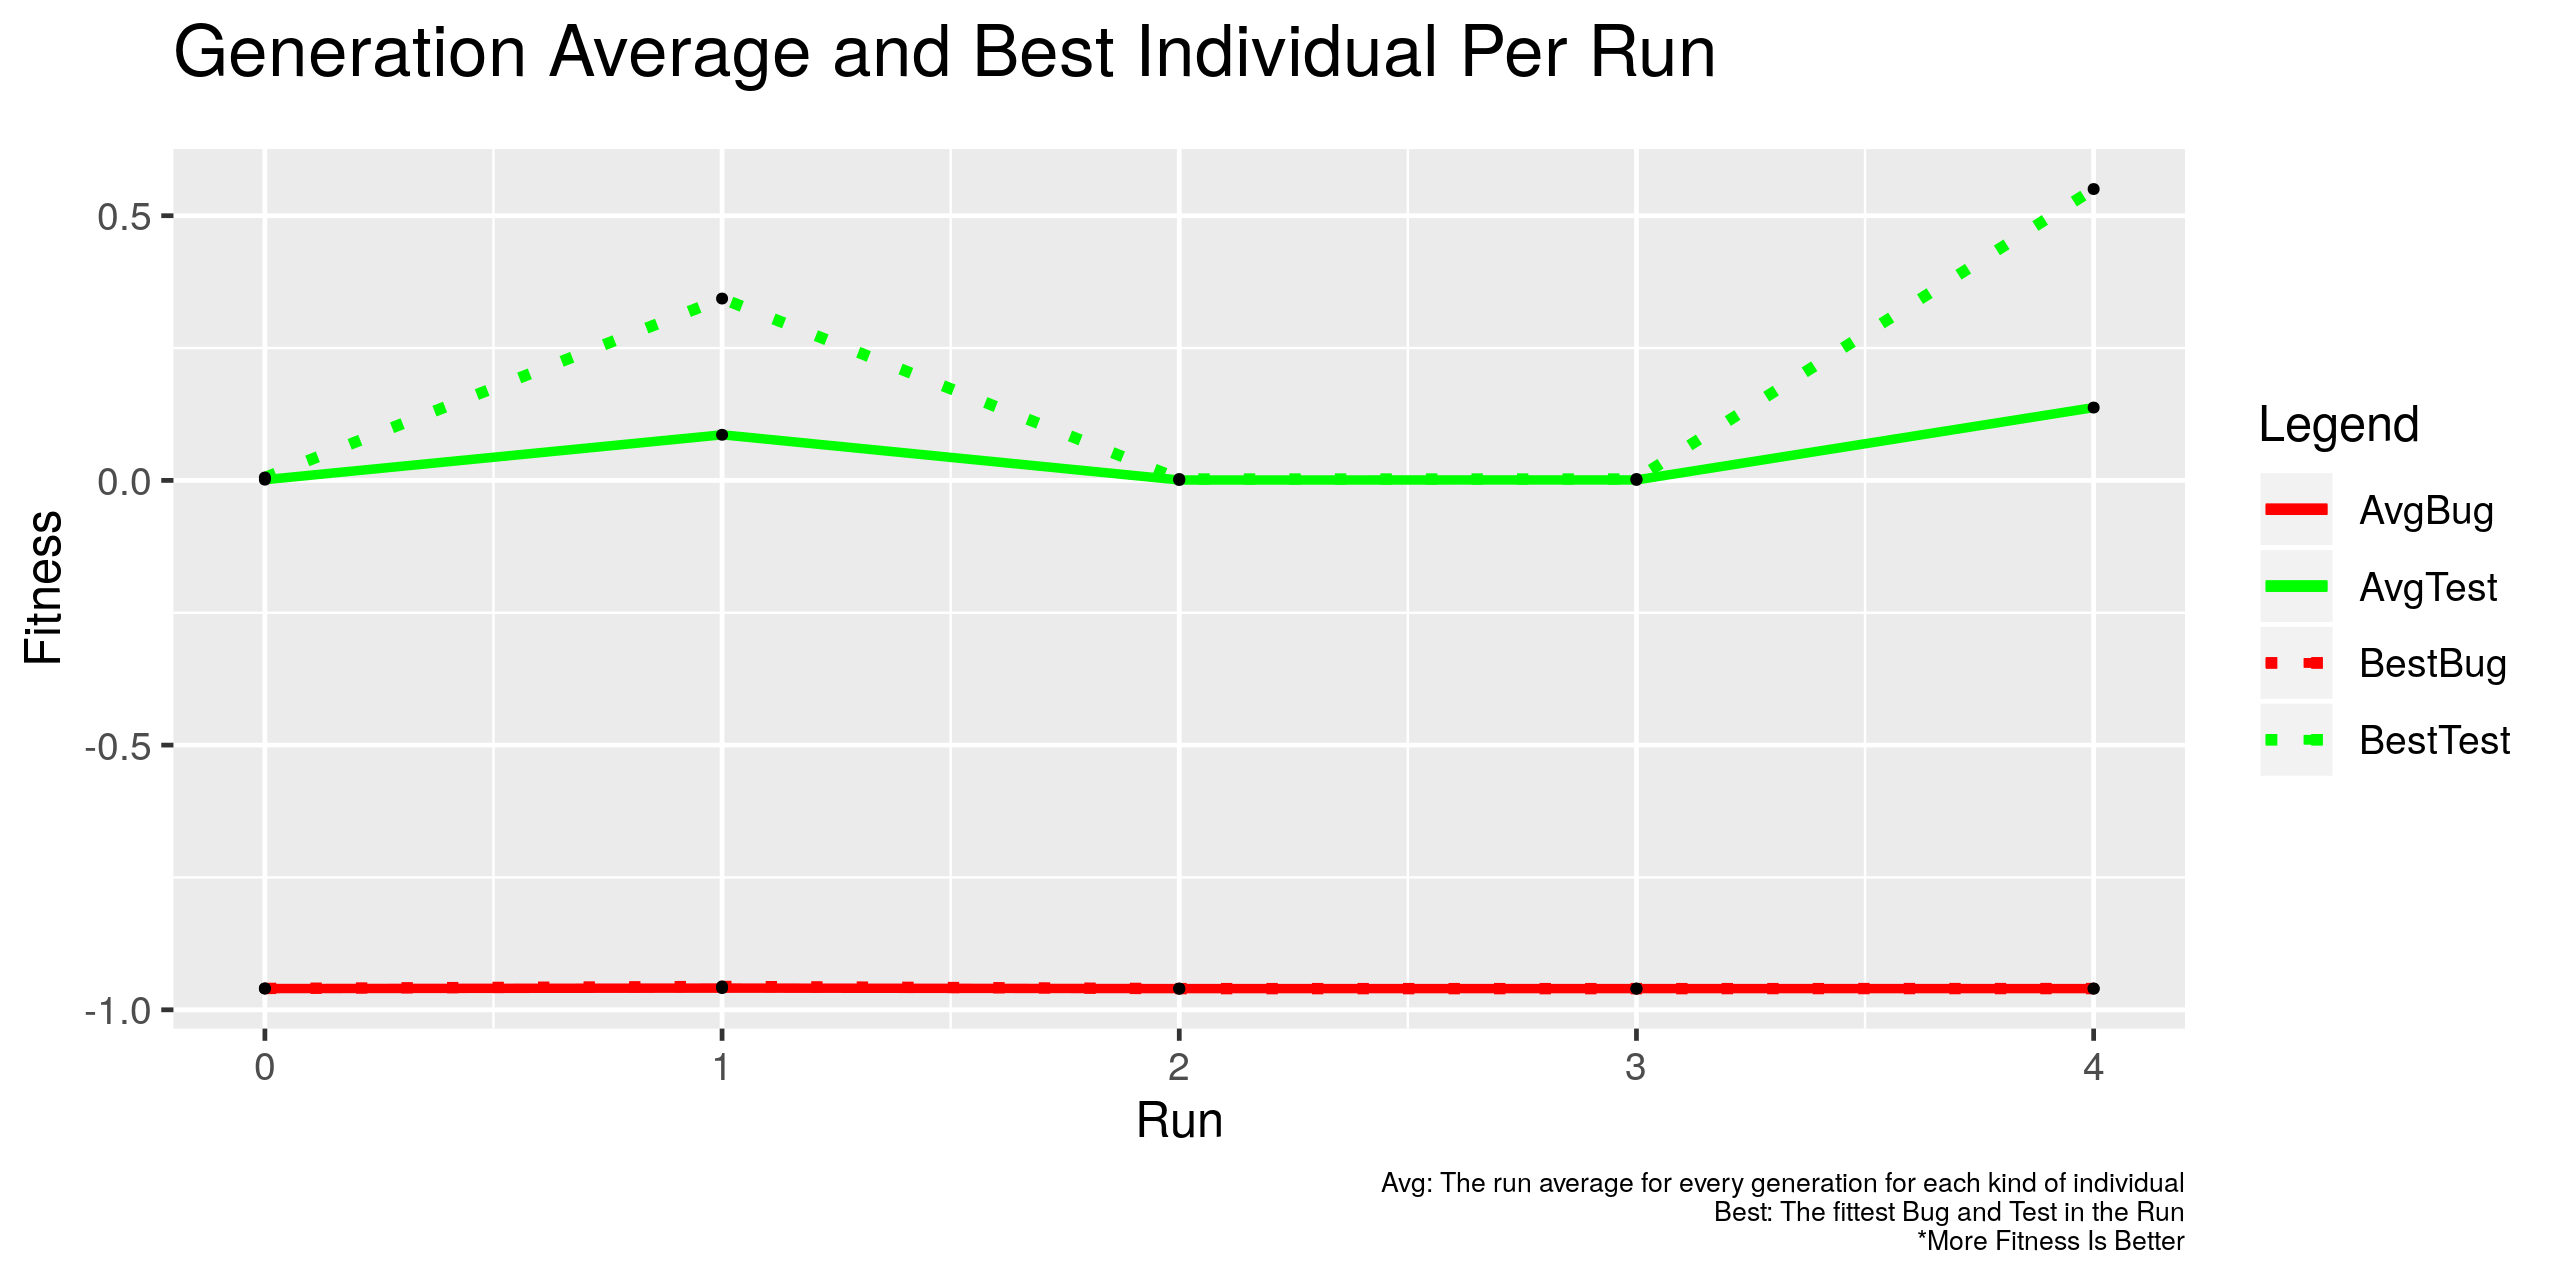 Generation Average and Best Individual Per Run
Fitness
0.5
0.0
-0.5
-1.0
0 1 2 3 4
Run
Legend
AvgBug
AvgTest
BestBug
BestTest
Avg: The run average for every generation for each kind of individual
Best: The fittest Bug and Test in the Run
*More Fitness Is Better